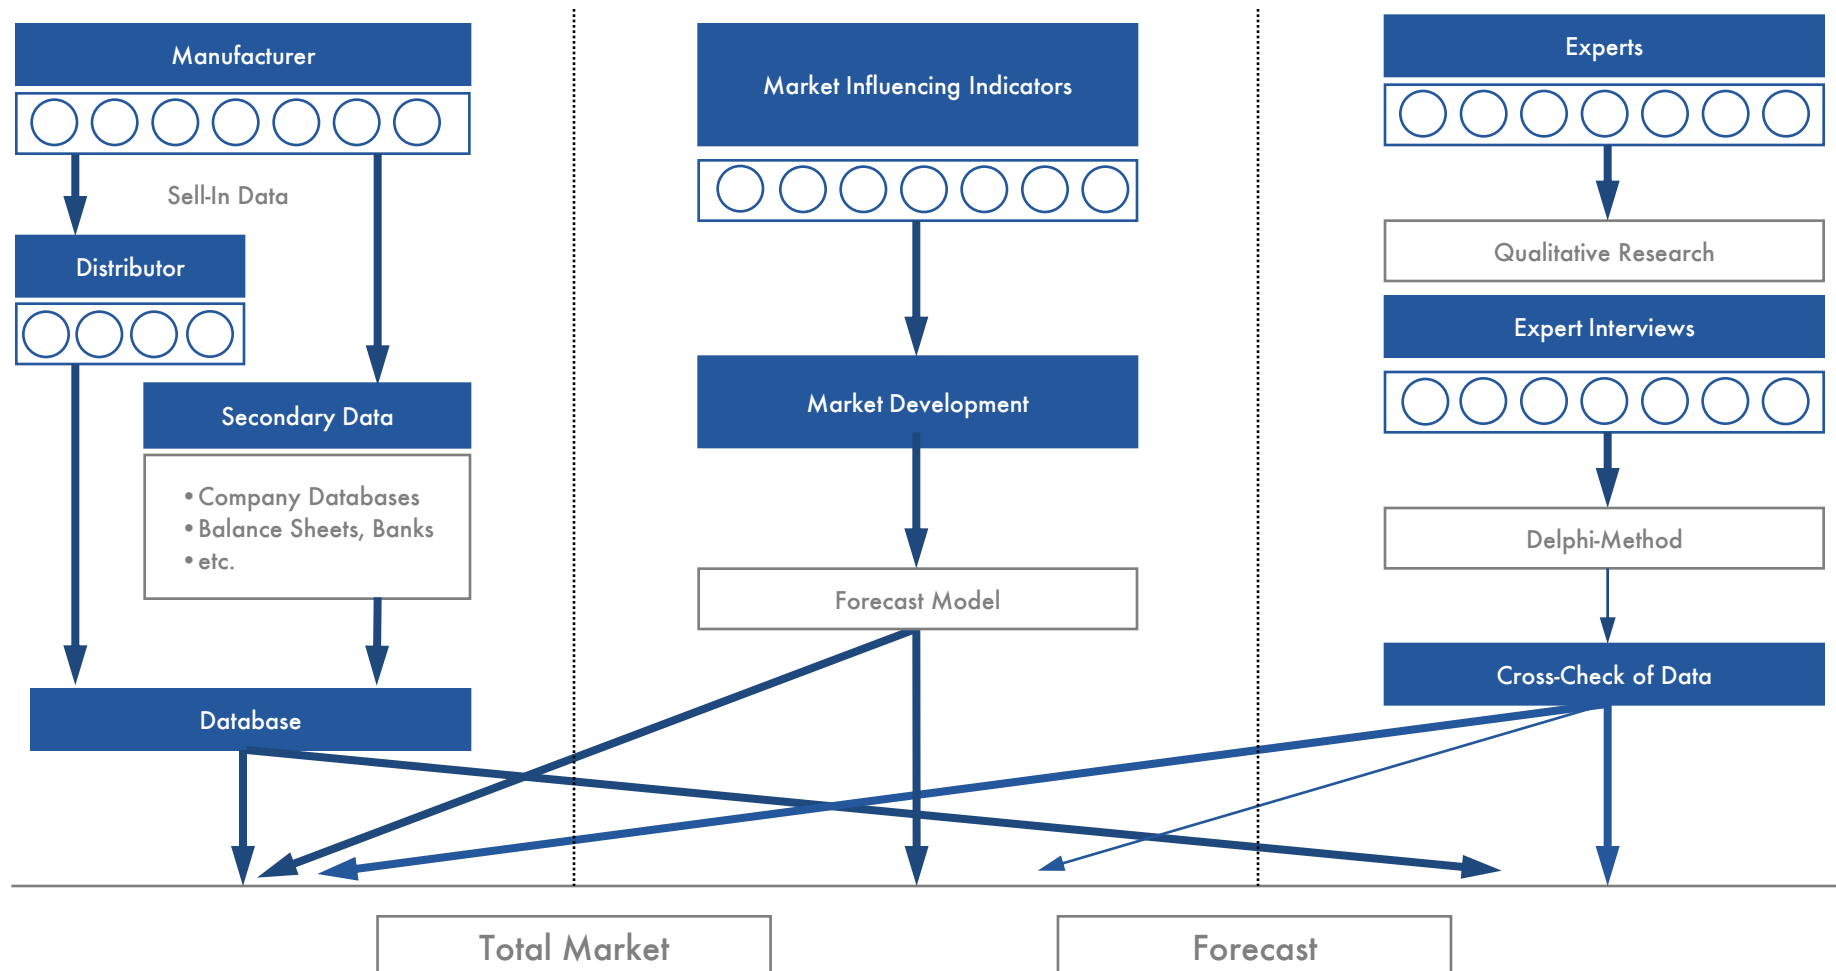 Manufacturer
Sell-In Data
Distributor
Secondary Data
•Company Databases
•Balance Sheets, Banks
•etc.
Database
Market Influencing Indicators
Market Development
Forecast Model
Experts
Qualitative Research
Expert Interviews
Delphi-Method
Cross-Check of Data
Total Market
Forecast